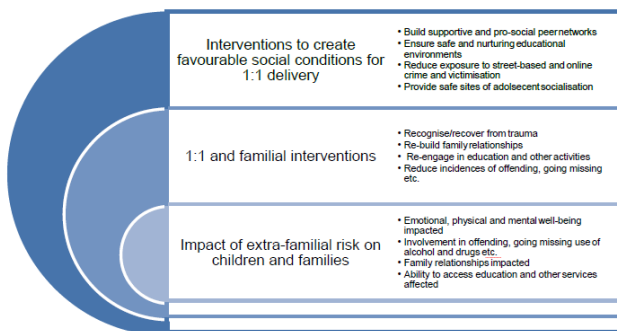 Interventions to create
favourable social conditions for
1:1 delivery
• Build supportive and pro-social peer networks
• Ensure safe and nurturing educational
environments
• Reduce exposure to street-based and online
crime and victimisation
• Provide safe sites of adolsecent socialisation
1:1 and familial interventions
• Recognise/recover from trauma
• Re-build family relationships
• Re-engage in education and other activities
• Reduce incidences of offending, going missing
etc.
Impact of extra-familial risk on
children and families
• Emotional, physical and mental well-being
impacted
• Involvement in offending, going missing use of
alcohol and drugs etc.
• Family relationships impacted
• Ability to access education and other services
affected